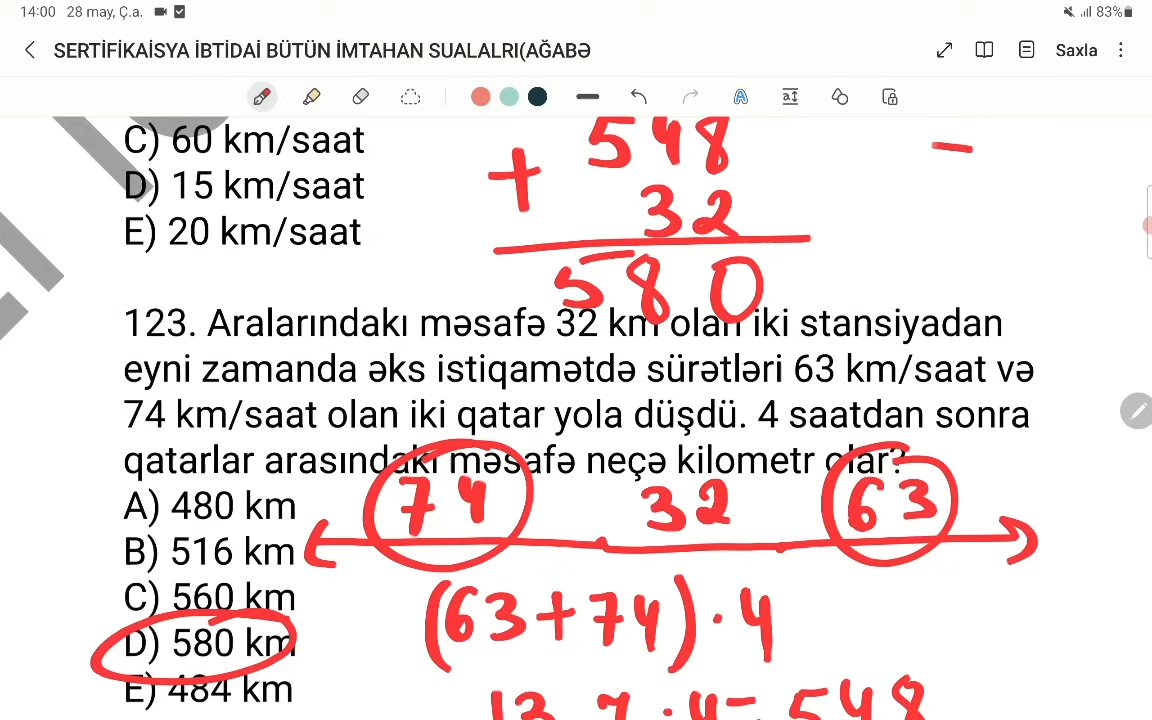 14:00 28 may, Ç.a. 83%
SERTİFİKAİSYA İBTİDAİ BÜTÜN İMTAHAN SUALALRI(AĞABƏ
Saxla
C) 60 km/saat
D) 15 km/saat
E) 20 km/saat
548
+ 32
580
–
123. Aralarındakı məsafə 32 km olan iki stansiyadan
eyni zamanda əks istiqamətdə sürətləri 63 km/saat və
74 km/saat olan iki qatar yola düşdü. 4 saatdan sonra
qatarlar arasındakı məsafə neçə kilometr olar?
A) 480 km
B) 516 km
C) 560 km
D) 580 km
E) 484 km
74 32 63
(63+74)·4
137·4=548